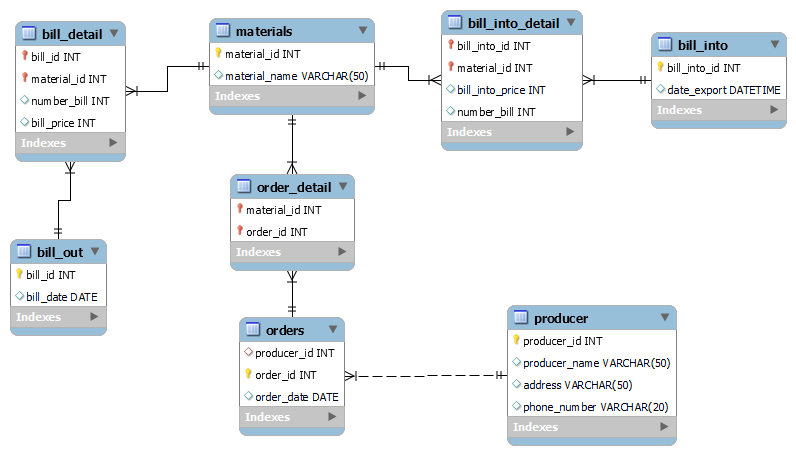 bill_detail
bill_id INT
material_id INT
number_bill INT
bill_price INT
Indexes
materials
material_id INT
material_name VARCHAR(50)
Indexes
bill_into_detail
bill_into_id INT
material_id INT
bill_into_price INT
number_bill INT
Indexes
bill_into
bill_into_id INT
date_export DATETIME
Indexes
order_detail
material_id INT
order_id INT
Indexes
bill_out
bill_id INT
bill_date DATE
Indexes
orders
producer_id INT
order_id INT
order_date DATE
Indexes
producer
producer_id INT
producer_name VARCHAR(50)
address VARCHAR(50)
phone_number VARCHAR(20)
Indexes